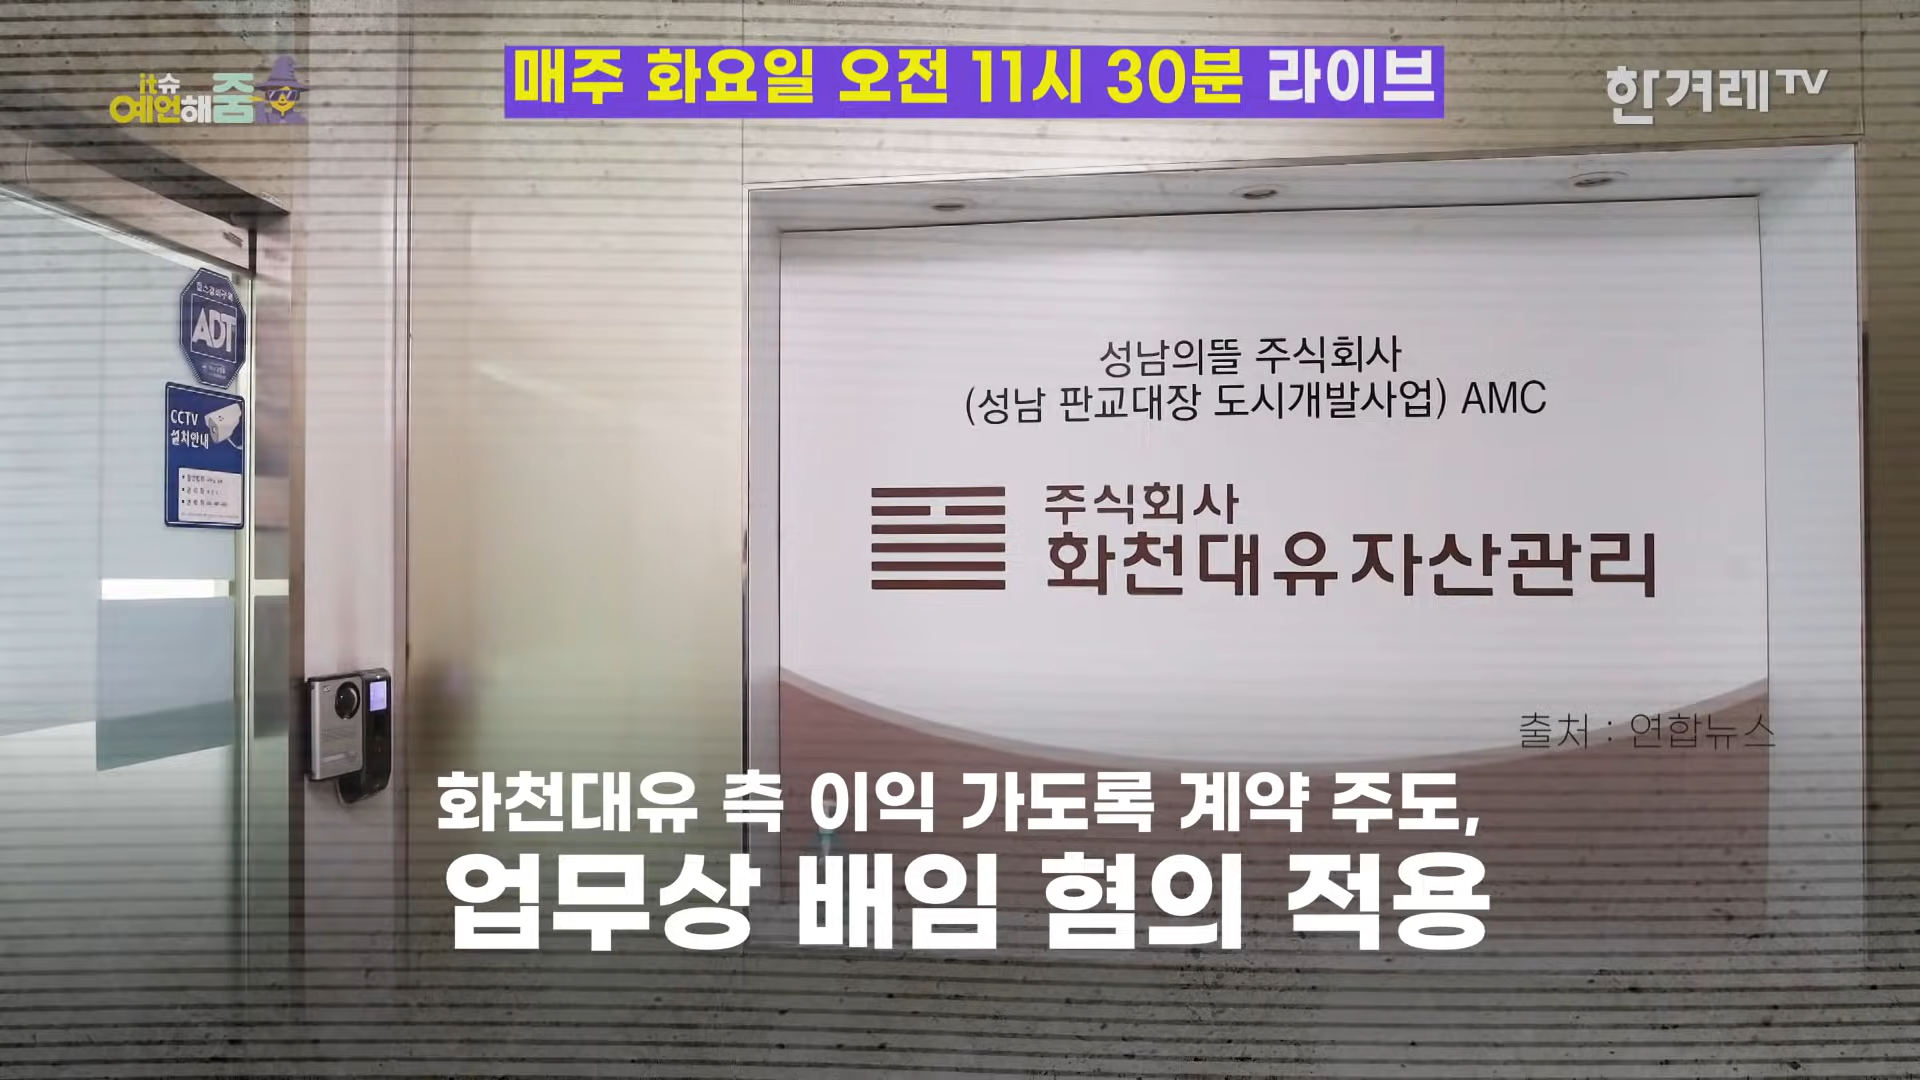 it슈
예언해줌
매주 화요일 오전 11시 30분 라이브
한겨레TV
ADT
CCTV
설치안내
성남의뜰 주식회사
(성남 판교대장 도시개발사업) AMC
주식회사
화천대유자산관리
출처 : 연합뉴스
화천대유 측 이익 가도록 계약 주도,
업무상 배임 혐의 적용